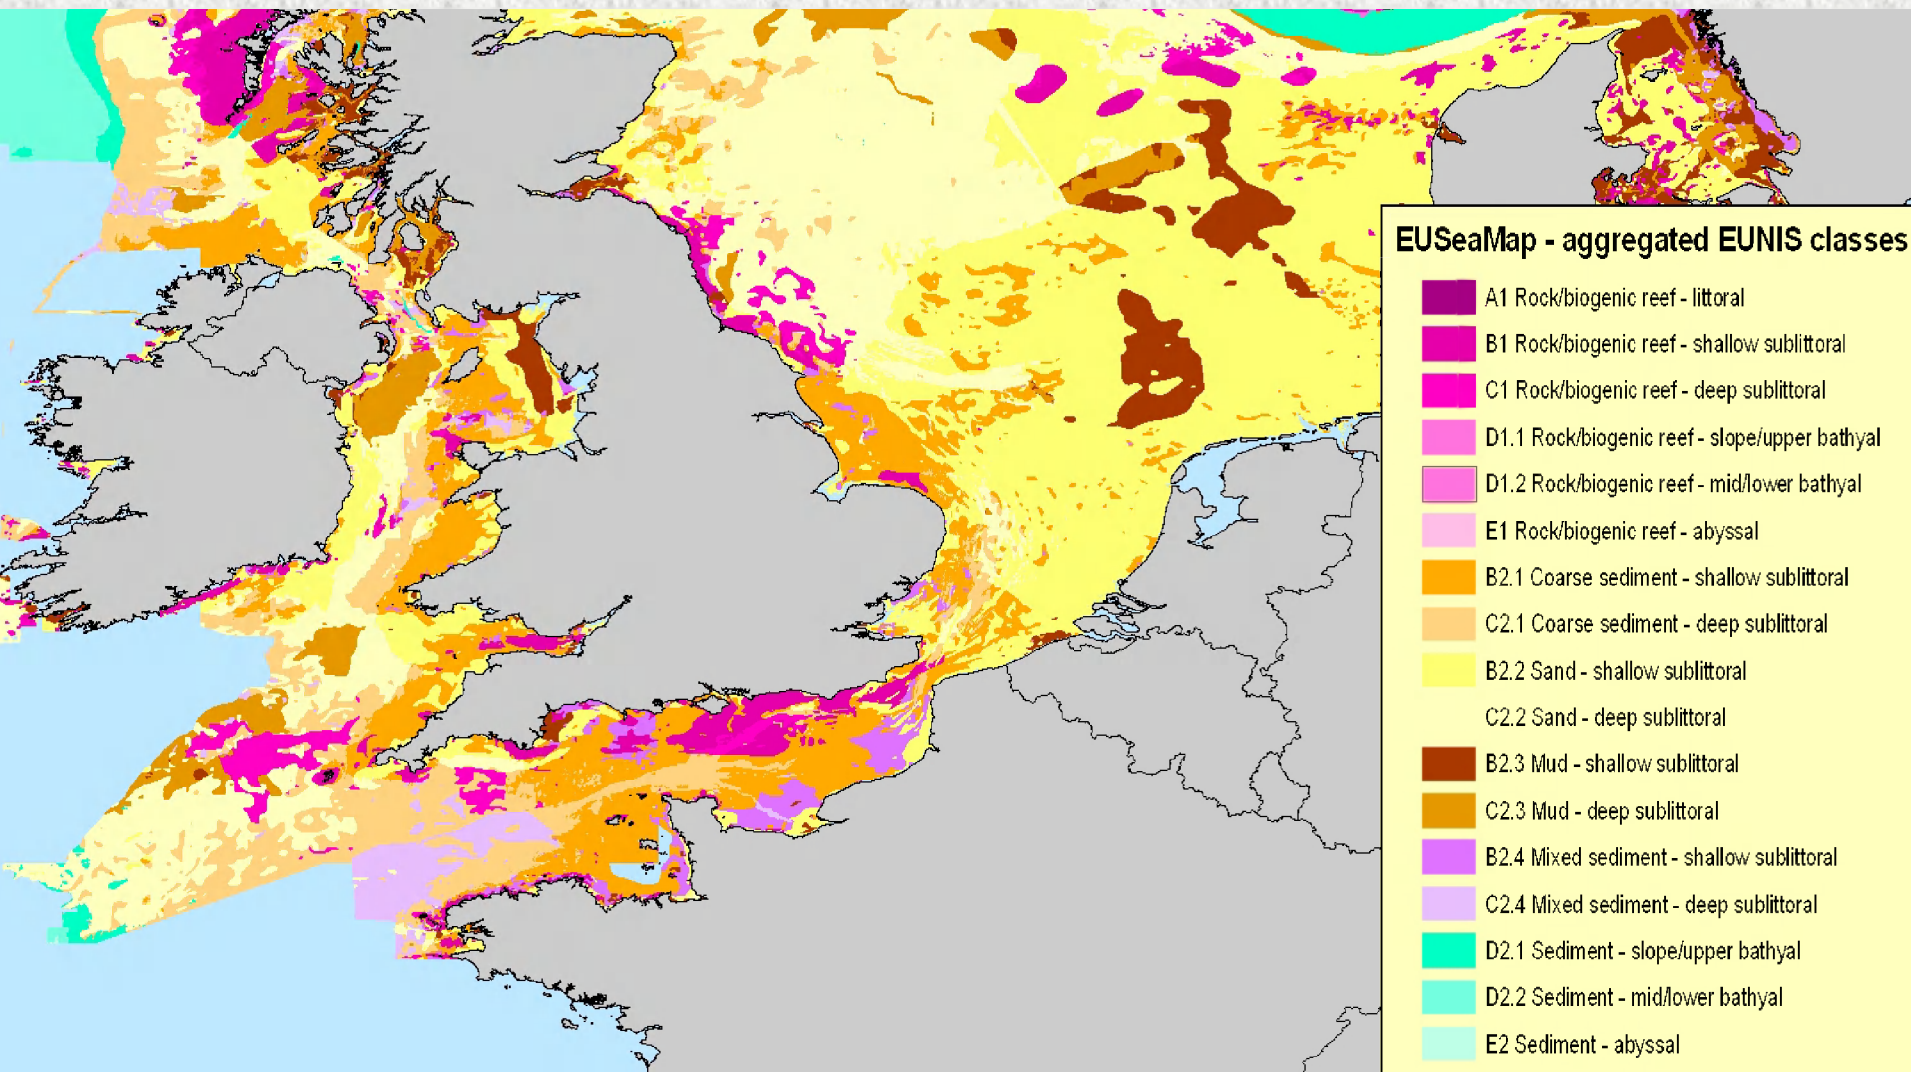 EUSeaMap - aggregated EUNIS classes
A1 Rock/biogenic reef - littoral
B1 Rock/biogenic reef - shallow sublittoral
C1 Rock/biogenic reef - deep sublittoral
D1.1 Rock/biogenic reef - slope/upper bathyal
D1.2 Rock/biogenic reef - mid/lower bathyal
E1 Rock/biogenic reef - abyssal
B2.1 Coarse sediment - shallow sublittoral
C2.1 Coarse sediment - deep sublittoral
B2.2 Sand - shallow sublittoral
C2.2 Sand - deep sublittoral
B2.3 Mud - shallow sublittoral
C2.3 Mud - deep sublittoral
B2.4 Mixed sediment - shallow sublittoral
C2.4 Mixed sediment - deep sublittoral
D2.1 Sediment - slope/upper bathyal
D2.2 Sediment - mid/lower bathyal
E2 Sediment - abyssal